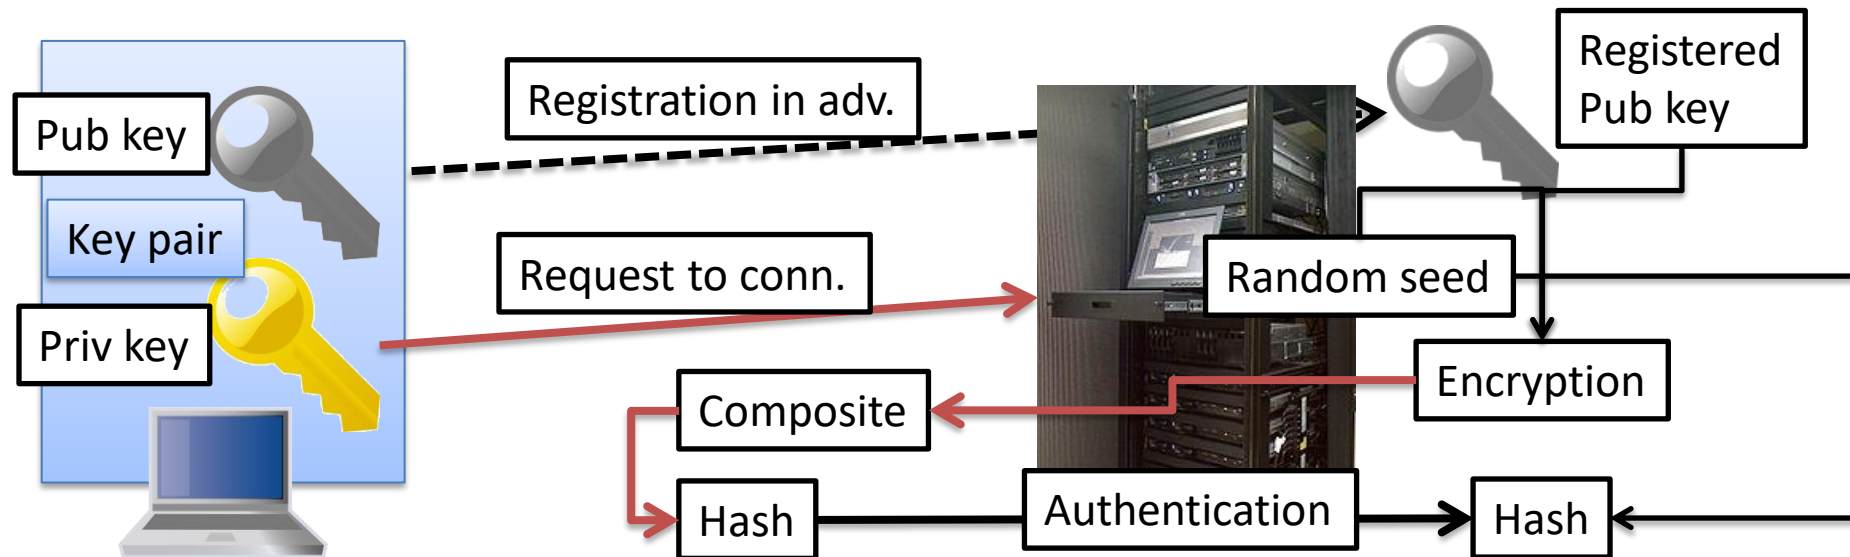 Registered
Pub key
Registration in adv.
Pub key
Key pair
Request to conn.
Random seed
Priv key
Encryption
Composite
Hash
Authentication
Hash